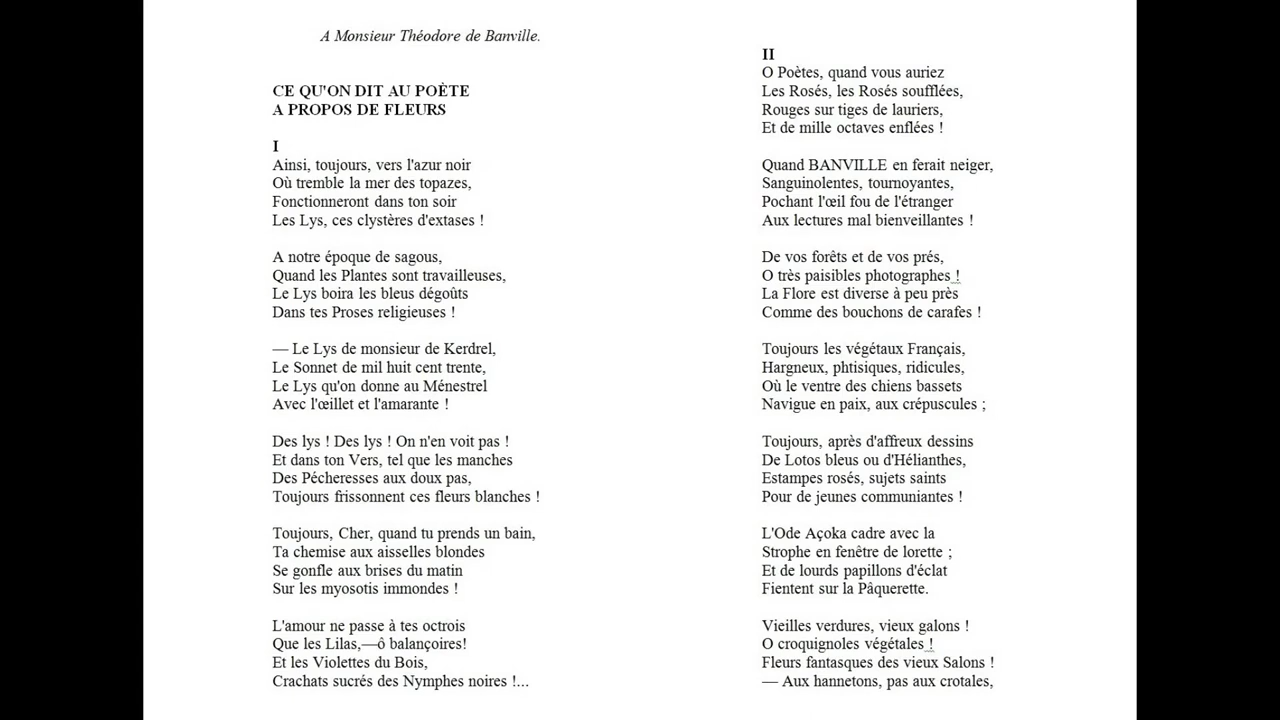 A Monsieur Théodore de Banville.
CE QU'ON DIT AU POÈTE
A PROPOS DE FLEURS
I
Ainsi, toujours, vers l'azur noir
Où tremble la mer des topazes,
Fonctionneront dans ton soir
Les Lys, ces clystères d'extases !
A notre époque de sagous,
Quand les Plantes sont travailleuses,
Le Lys boira les bleus dégoûts
Dans tes Proses religieuses !
— Le Lys de monsieur de Kerdrel,
Le Sonnet de mil huit cent trente,
Le Lys qu'on donne au Ménestrel
Avec l'œillet et l'amarante !
Des lys ! Des lys ! On n'en voit pas !
Et dans ton Vers, tel que les manches
Des Pécheresses aux doux pas,
Toujours frissonnent ces fleurs blanches !
Toujours, Cher, quand tu prends un bain,
Ta chemise aux aisselles blondes
Se gonfle aux brises du matin
Sur les myosotis immondes !
L'amour ne passe à tes octrois
Que les Lilas,—ô balançoires!
Et les Violettes du Bois,
Crachats sucrés des Nymphes noires !...
II
O Poètes, quand vous auriez
Les Rosés, les Rosés soufflées,
Rouges sur tiges de lauriers,
Et de mille octaves enflées !
Quand BANVILLE en ferait neiger,
Sanguinolentes, tournoyantes,
Pochant l'œil fou de l'étranger
Aux lectures mal bienveillantes !
De vos forêts et de vos prés,
O très paisibles photographes !
La Flore est diverse à peu près
Comme des bouchons de carafes !
Toujours les végétaux Français,
Hargneux, phtisiques, ridicules,
Où le ventre des chiens bassets
Navigue en paix, aux crépuscules ;
Toujours, après d'affreux dessins
De Lotos bleus ou d'Hélianthes,
Estampes rosés, sujets saints
Pour de jeunes communiantes !
L'Ode Açoka cadre avec la
Strophe en fenêtre de lorette ;
Et de lourds papillons d'éclat
Fientent sur la Pâquerette.
Vieilles verdures, vieux galons !
O croquignoles végétales !
Fleurs fantasques des vieux Salons !
— Aux hannetons, pas aux crotales,